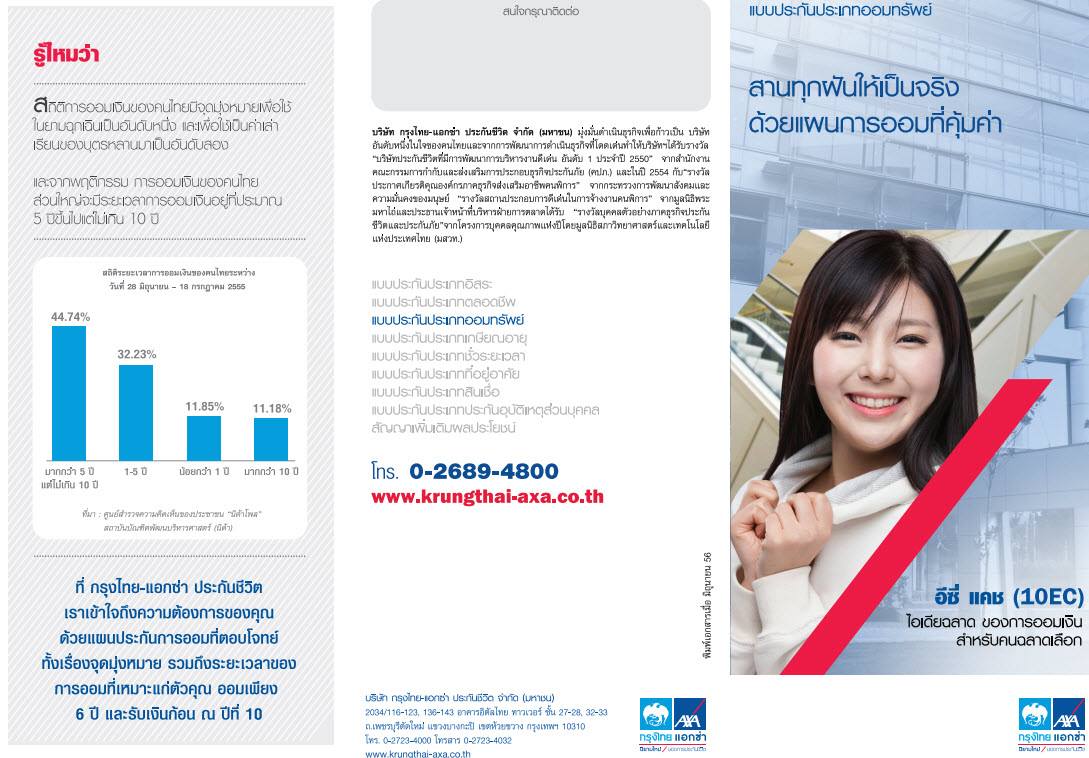 รู้ไหมว่า
สถิติการออมเงินของคนไทยมีจุดมุ่งหมายเพื่อใช้
ในยามฉุกเฉินเป็นอันดับหนึ่ง และเพื่อใช้เป็นค่าเล่า
เรียนของบุตรหลานมาเป็นอันดับสอง
และจากพฤติกรรม การออมเงินของคนไทย
ส่วนใหญ่จะมีระยะเวลาการออมเงินอยู่ที่ประมาณ
5 ปีขึ้นไปแต่ไม่เกิน 10 ปี
สถิติระยะเวลาการออมเงินของคนไทยระหว่าง
วันที่ 28 มิถุนายน – 18 กรกฎาคม 2555
44.74%
32.23%
11.85%
11.18%
มากกว่า 5 ปี
แต่ไม่เกิน 10 ปี
1-5 ปี
น้อยกว่า 1 ปี
มากกว่า 10 ปี
ที่มา : ศูนย์สำรวจความคิดเห็นของประชาชน “นิด้าโพล”
สถาบันบัณฑิตพัฒนบริหารศาสตร์ (นิด้า)
ที่ กรุงไทย-แอกซ่า ประกันชีวิต
เราเข้าใจถึงความต้องการของคุณ
ด้วยแผนประกันการออมที่ตอบโจทย์
ทั้งเรื่องจุดมุ่งหมาย รวมถึงระยะเวลาของ
การออมที่เหมาะแก่ตัวคุณ ออมเพียง
6 ปี และรับเงินก้อน ณ ปีที่ 10
สนใจกรุณาติดต่อ
บริษัท กรุงไทย-แอกซ่า ประกันชีวิต จำกัด (มหาชน) มุ่งมั่นดำเนินธุรกิจเพื่อก้าวเป็น บริษัท
อันดับหนึ่งในใจของคนไทยและจากการพัฒนาการดำเนินธุรกิจที่โดดเด่นทำให้บริษัทฯได้รับรางวัล
“บริษัทประกันชีวิตที่มีการพัฒนาการบริหารงานดีเด่น อันดับ 1 ประจำปี 2550” จากสำนักงาน
คณะกรรมการกำกับและส่งเสริมการประกอบธุรกิจประกันภัย (คปภ.) และในปี 2554 กับ“รางวัล
ประกาศเกียรติคุณองค์กรภาคธุรกิจส่งเสริมอาชีพคนพิการ” จากกระทรวงการพัฒนาสังคมและ
ความมั่นคงของมนุษย์ “รางวัลสถานประกอบการดีเด่นในการจ้างงานคนพิการ” จากมูลนิธิพระ
มหาไถ่และประธานเจ้าหน้าที่บริหารฝ่ายการตลาดได้รับ “รางวัลบุคคลตัวอย่างภาคธุรกิจประกัน
ชีวิตและประกันภัย”จากโครงการบุคคลคุณภาพแห่งปีโดยมูลนิธิสภาวิทยาศาสตร์และเทคโนโลยี
แห่งประเทศไทย (มสวท.)
แบบประกันประเภทอิสระ
แบบประกันประเภทตลอดชีพ
แบบประกันประเภทออมทรัพย์
แบบประกันประเภทเกษียณอายุ
แบบประกันประเภทชั่วระยะเวลา
แบบประกันประเภทที่อยู่อาศัย
แบบประกันประเภทสินเชื่อ
แบบประกันประเภทประกันอุบัติเหตุส่วนบุคคล
สัญญาเพิ่มเติมผลประโยชน์
โทร. 0-2689-4800
www.krungthai-axa.co.th
พิมพ์เอกสารเมื่อ มิถุนายน 56
บริษัท กรุงไทย-แอกซ่า ประกันชีวิต จำกัด (มหาชน)
2034/116-123, 136-143 อาคารอิตัลไทย ทาวเวอร์ ชั้น 27-28, 32-33
ถ.เพชรบุรีตัดใหม่ แขวงบางกะปิ เขตห้วยขวาง กรุงเทพฯ 10310
โทร. 0-2723-4000 โทรสาร 0-2723-4032
www.krungthai-axa.co.th
AXA
กรุงไทย แอกซ่า
นิยามใหม่ / ของการประกันชีวิต
แบบประกันประเภทออมทรัพย์
สานทุกฝันให้เป็นจริง
ด้วยแผนการออมที่คุ้มค่า
อีซี่ แคช (10EC)
ไอเดียฉลาด ของการออมเงิน
สำหรับคนฉลาดเลือก
AXA
กรุงไทย แอกซ่า
นิยามใหม่ / ของการประกันชีวิต